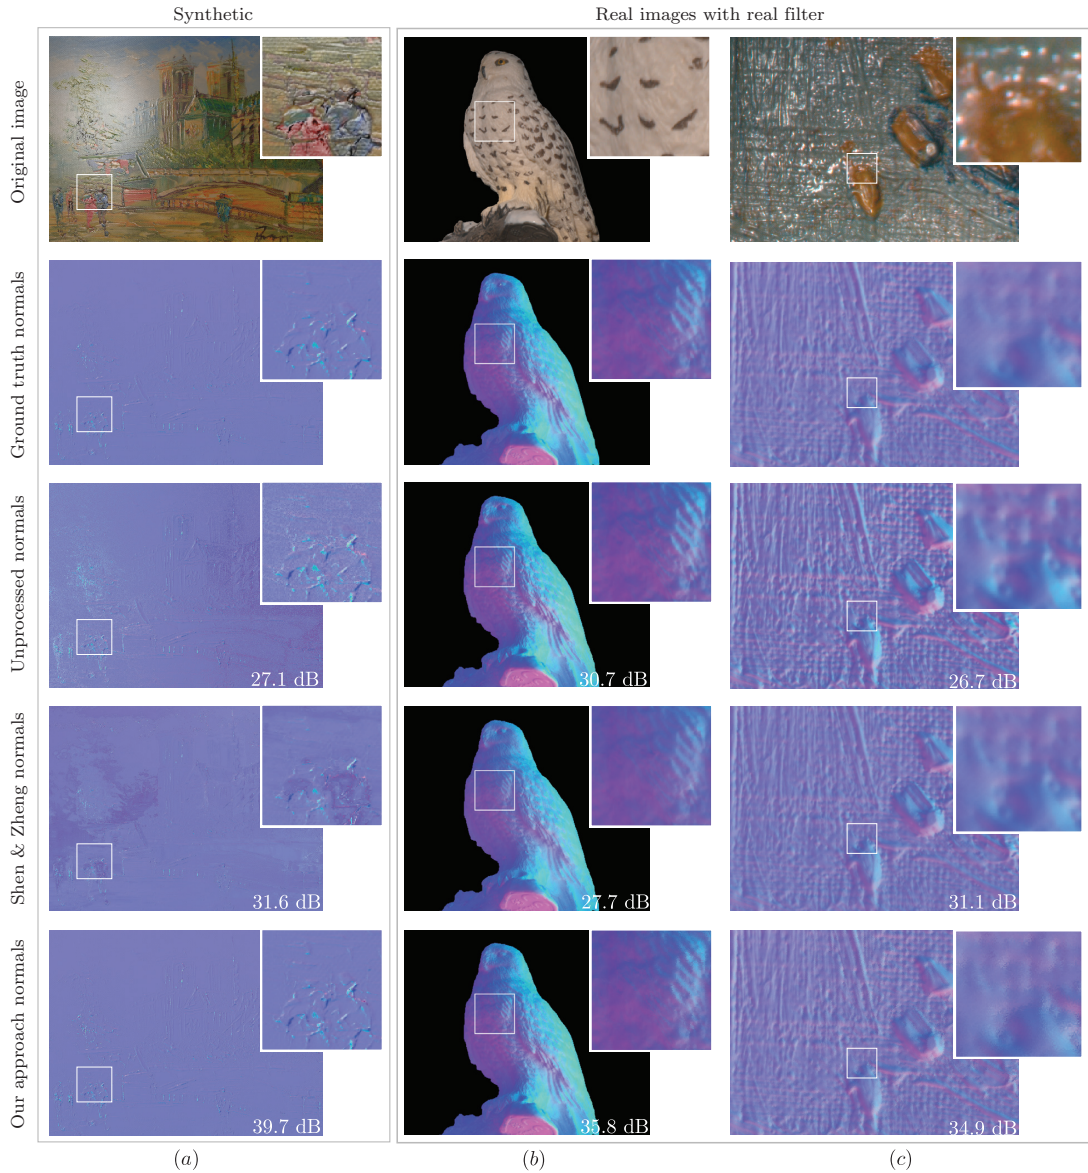 Synthetic
Real images with real filter
Original image
Ground truth normals
Unprocessed normals
27.1 dB
30.7 dB
26.7 dB
Shen & Zheng normals
31.6 dB
27.7 dB
31.1 dB
Our approach normals
39.7 dB
35.8 dB
34.9 dB
(a)
(b)
(c)